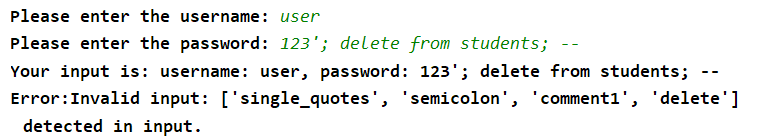 Please enter the username: user
Please enter the password: 123'; delete from students; --
Your input is: username: user, password: 123'; delete from students; --
Error:Invalid input: ['single_quotes', 'semicolon', 'comment1', 'delete']
detected in input.